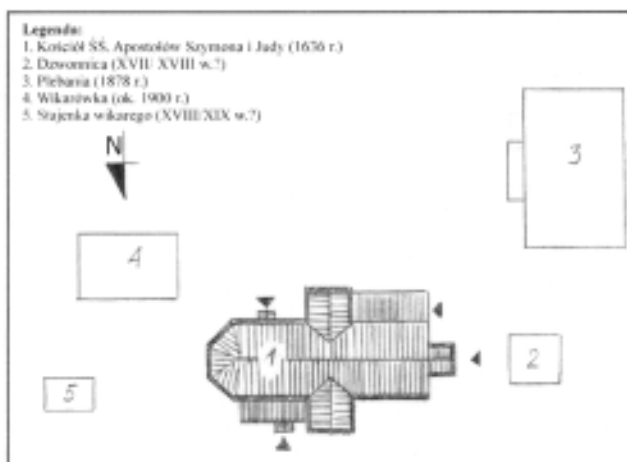 Legenda:
1. Kościół ŚŚ. Apostołów Szymona i Judy (1636 r.)
2. Dzwonnica (XVII/ XVIII w.?)
3. Plebania (1878 r.)
4. Wikarówka (ok. 1900 r.)
5. Stajenka wikarego (XVIII/XIX w.?)
N
3
4
1
2
5